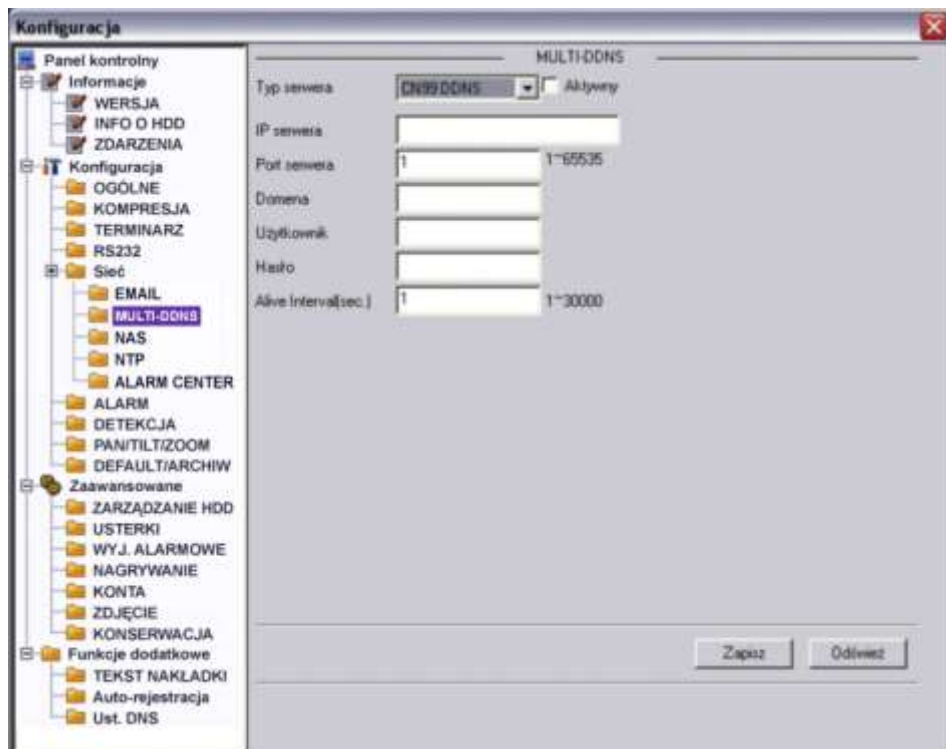 Konfiguracja
Panel kontrolny
Informacje
WERSJA
INFO O HDD
ZDARZENIA
Konfiguracja
OGÓLNE
KOMPRESJA
TERMINARZ
RS232
Sieć
EMAIL
MULTI-DDNS
NAS
NTP
ALARM CENTER
ALARM
DETEKCJA
PAN/TILT/ZOOM
DEFAULT/ARCHIW
Zaawansowane
ZARZĄDZANIE HDD
USTERKI
WYJ. ALARMOWE
NAGRYWANIE
KONTA
ZDJĘCIE
KONSERWACJA
Funkcje dodatkowe
TEKST NAKŁADKI
Auto-rejestracja
Ust. DNS
MULTI-DDNS
Typ serwera CN99 DDNS Aktywny
IP serwera
Port serwera 1 1~65535
Domena
Użytkownik
Hasło
Alive Interval(sec.) 1 1~30000
Zapisz Odśwież